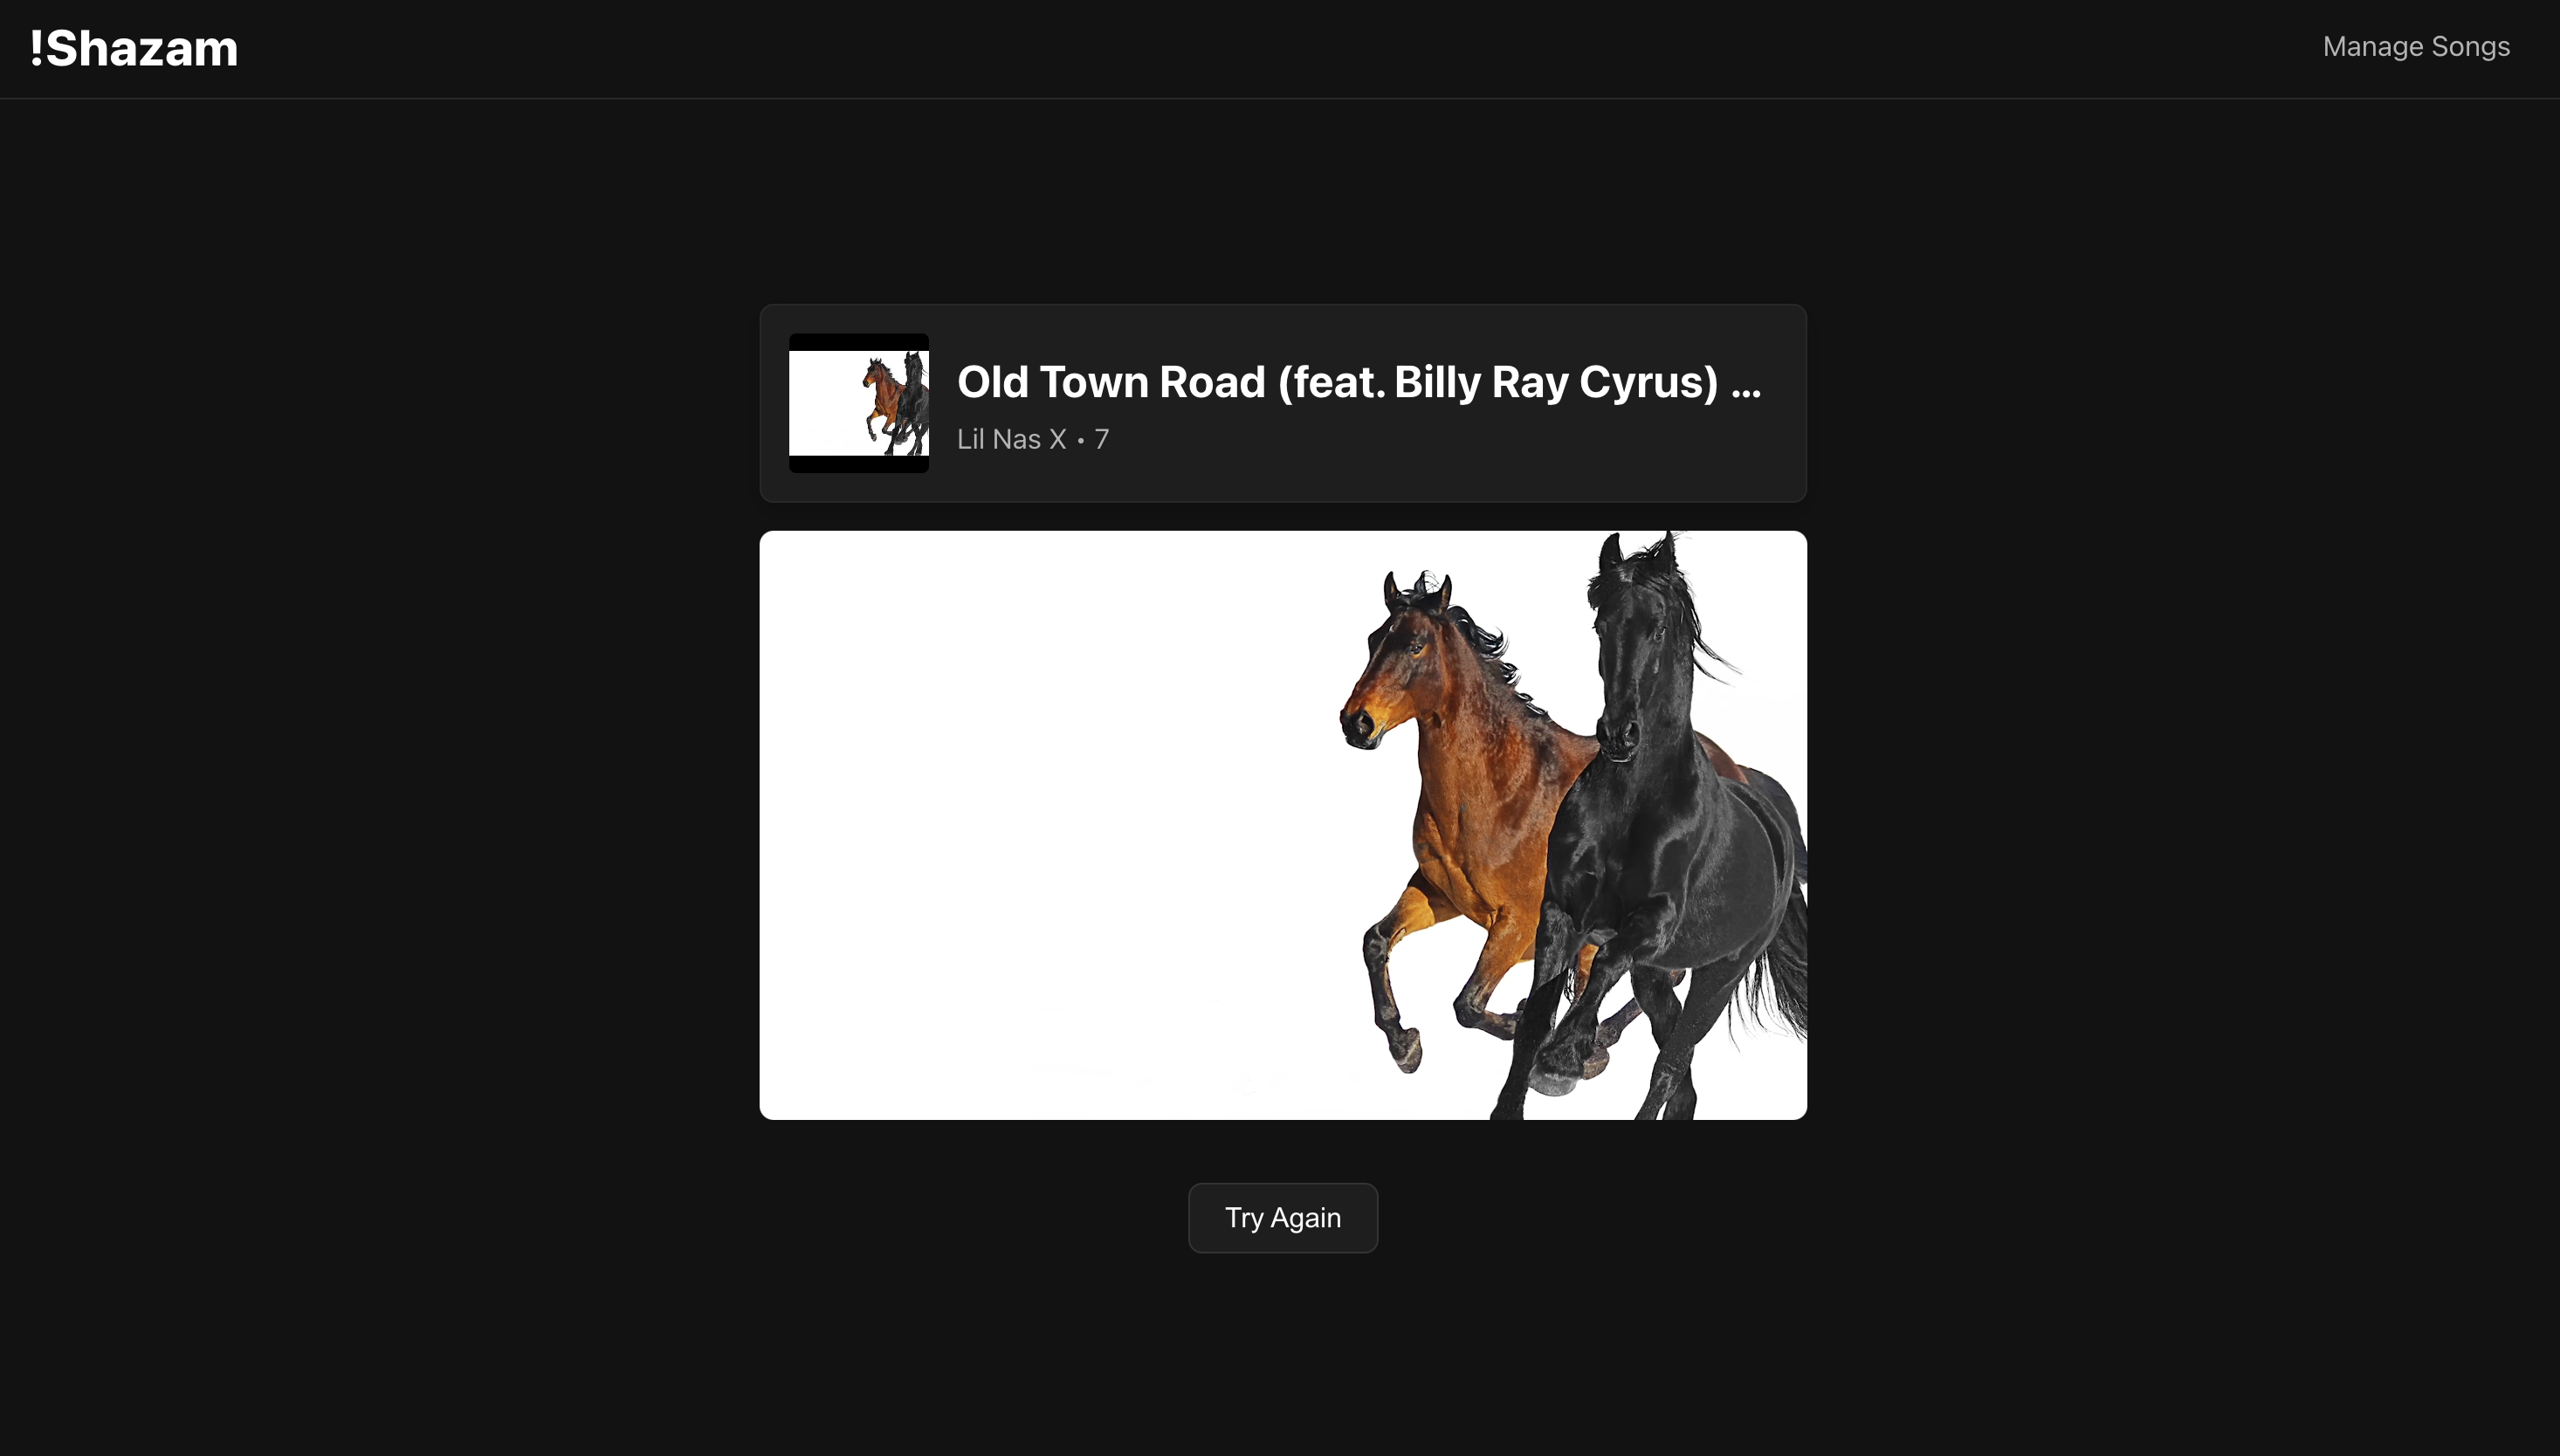 !Shazam
Manage Songs
Old Town Road (feat. Billy Ray Cyrus) ...
Lil Nas X • 7
Try Again